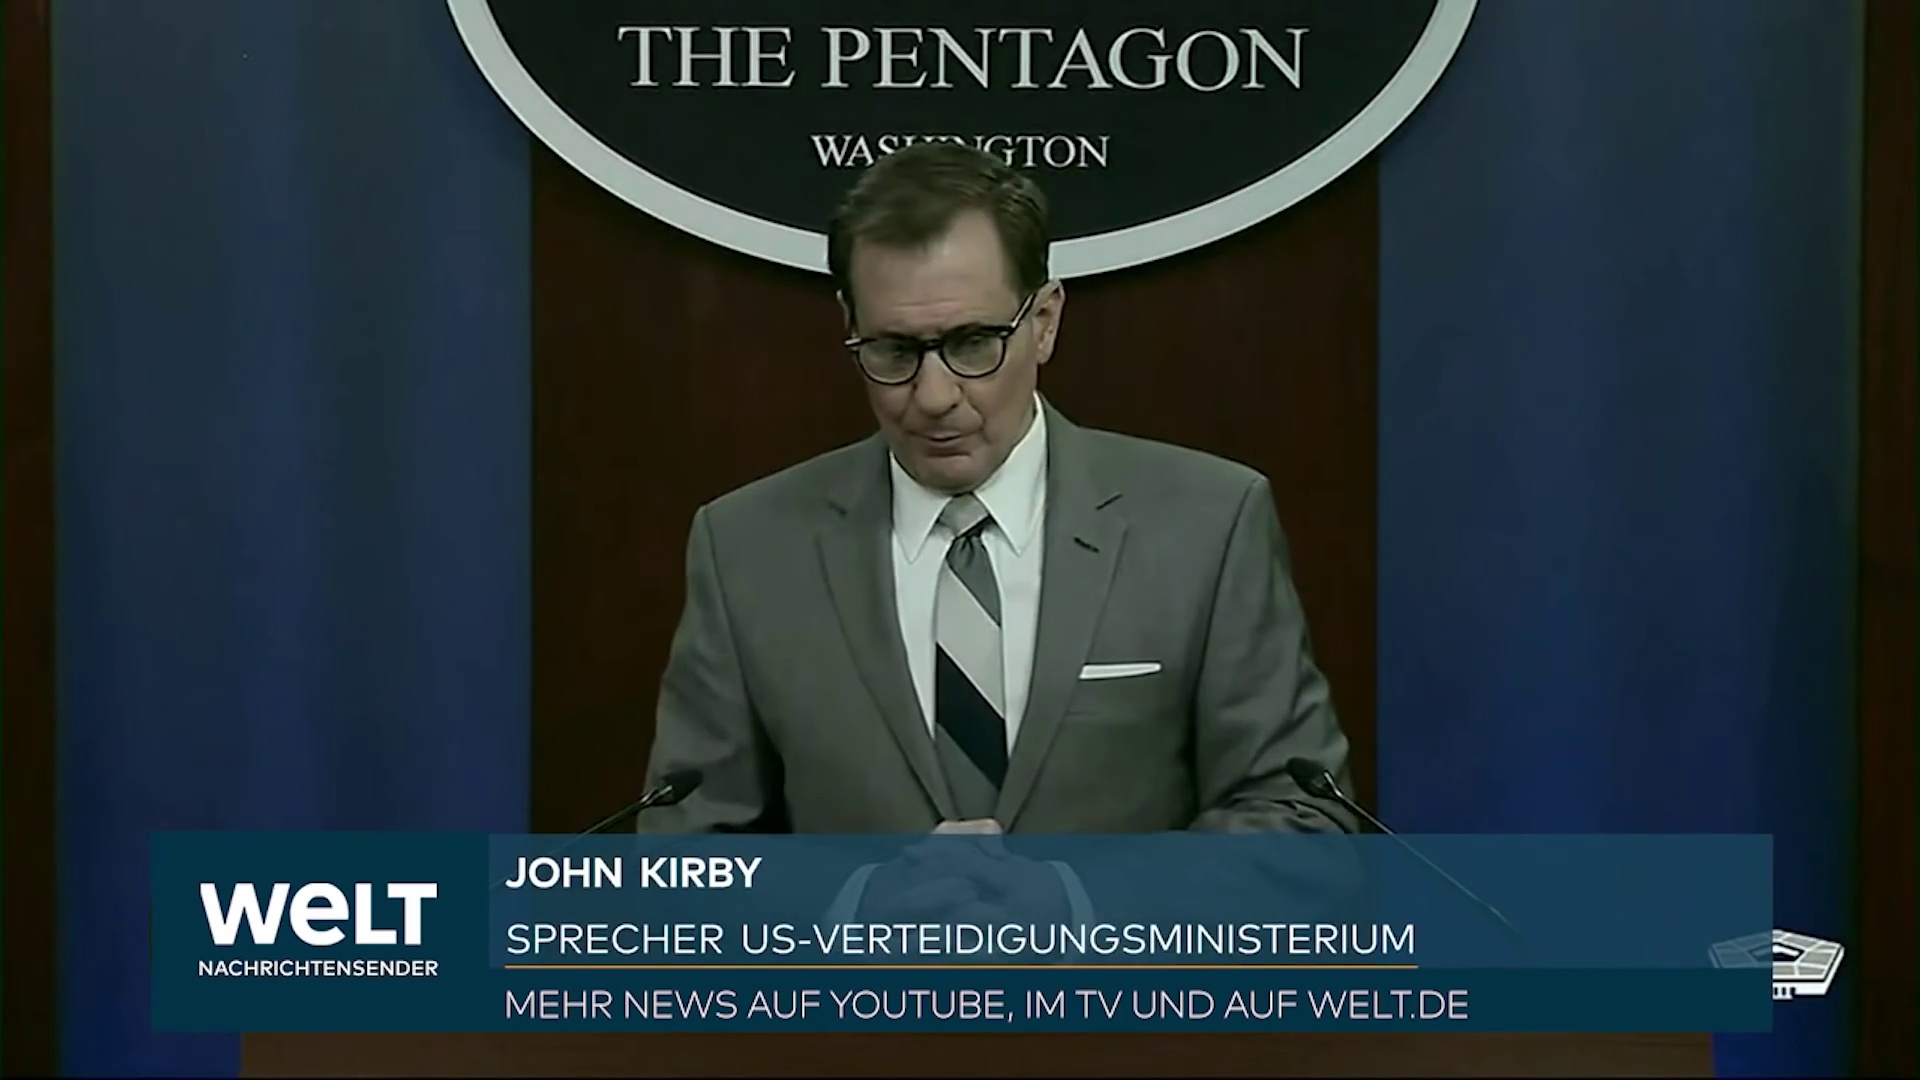 THE PENTAGON
WASHINGTON
JOHN KIRBY
SPRECHER US-VERTEIDIGUNGSMINISTERIUM
WELT
NACHRICHTENSENDER
MEHR NEWS AUF YOUTUBE, IM TV UND AUF WELT.DE